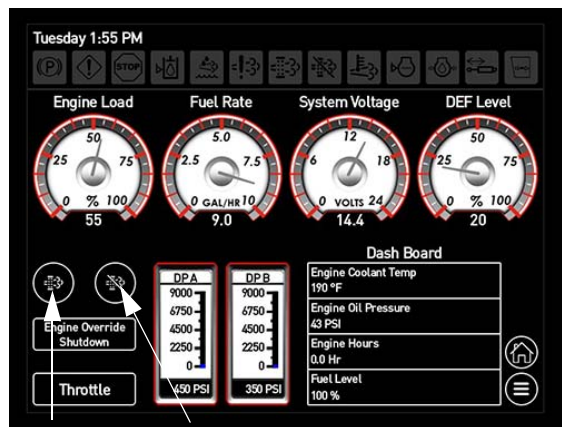 Tuesday 1:55 PM
(P) STOP
Engine Load Fuel Rate System Voltage DEF Level
50 5.0 12 50
25 75 2.5 7.5 6 18 25 75
0 % 100 0 GAL/HR 10 0 VOLTS 24 0 % 100
55 9.0 14.4 20
Dash Board
DPA DPB
9000 9000
6750 6750
4500 4500
2250 2250
0 0
450 PSI 350 PSI
Engine Override
Shutdown
Throttle
Engine Coolant Temp
190 °F
Engine Oil Pressure
43 PSI
Engine Hours
0.0 Hr
Fuel Level
100 %